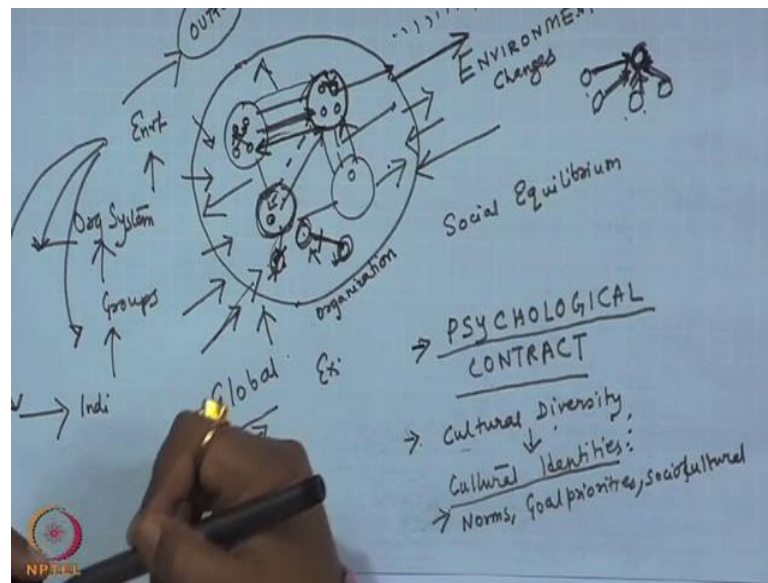 ENVIRONMENT
Changes
Envt
Org System
Groups
Indi
organization
Global
Ex:
Social Equilibrium
→ PSYCHOLOGICAL
CONTRACT
→ Cultural Diversity,
Cultural Identities:
→ Norms, Goal priorities, Sociocultural
NPTEL